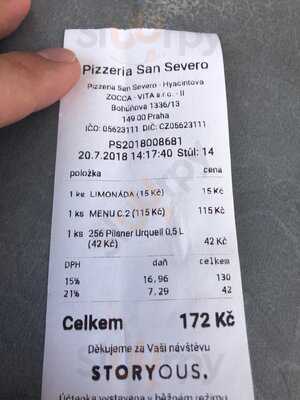 Pizzeria San Severo
Pizzeria San Severo - Hyacintova
ZOCCA - VITA s.r.o. - II
Bohúňova 1336/13
149 00 Praha
IČO: 05623111 DIČ: CZ05623111
PS2018008681
20.7.2018 14:17:40 Stůl: 14
položka cena
1 ks LIMONÁDA (15 Kč) 15 Kč
1 ks MENU C.2 (115 Kč) 115 Kč
1 ks 256 Pilsner Urquell 0,5 L
(42 Kč) 42 Kč
DPH daň celkem
15% 16.96 130
21% 7.29 42
Celkem 172 Kč
Děkujeme za Vaši návštěvu
STORYOUS.
Účtenka vystavena v běžném režimu